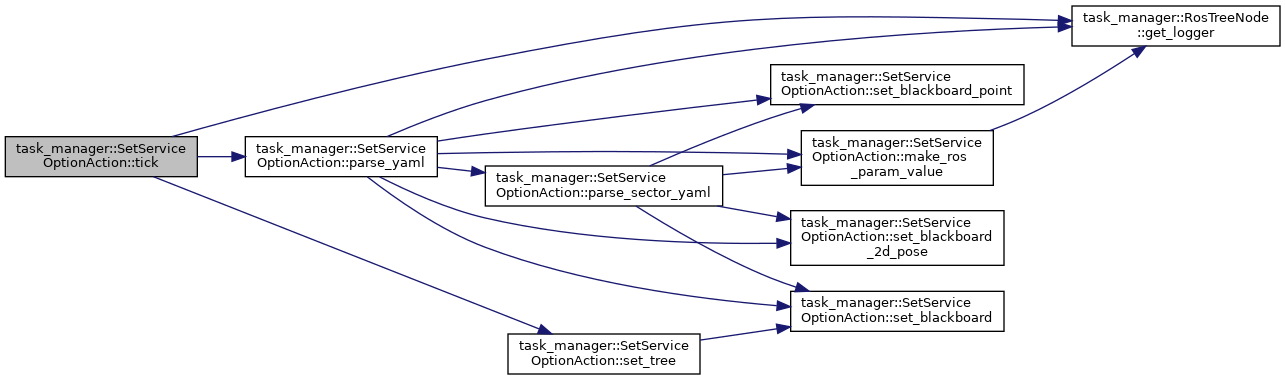 task_manager::SetService
OptionAction::tick
task_manager::SetService
OptionAction::parse_yaml
task_manager::RosTreeNode
::get_logger
task_manager::SetService
OptionAction::set_blackboard_point
task_manager::SetService
OptionAction::make_ros
_param_value
task_manager::SetService
OptionAction::parse_sector_yaml
task_manager::SetService
OptionAction::set_blackboard
_2d_pose
task_manager::SetService
OptionAction::set_blackboard
task_manager::SetService
OptionAction::set_tree